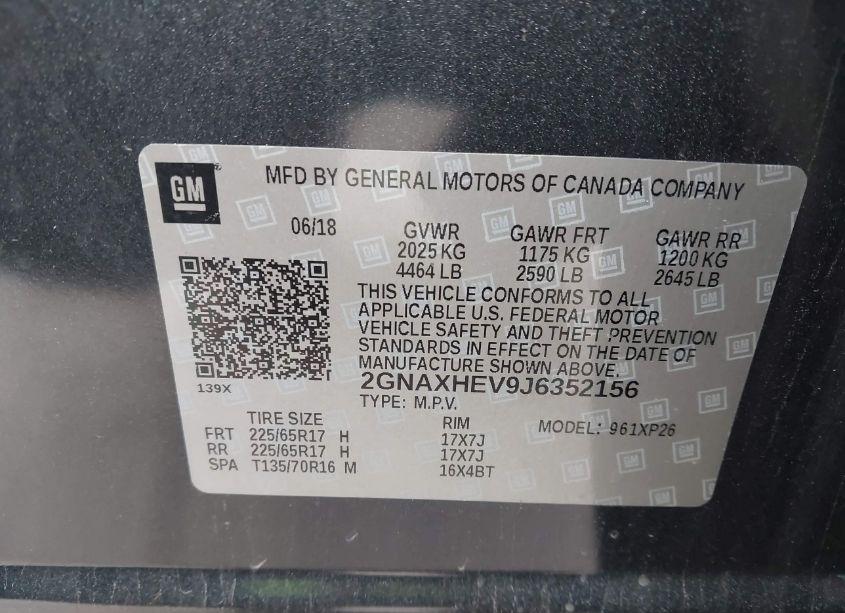 GM
MFD BY GENERAL MOTORS OF CANADA COMPANY
06/18 GVWR GAWR FRT GAWR RR
2025 KG 1175 KG 1200 KG
4464 LB 2590 LB 2645 LB
THIS VEHICLE CONFORMS TO ALL
APPLICABLE U.S. FEDERAL MOTOR
VEHICLE SAFETY AND THEFT PREVENTION
STANDARDS IN EFFECT ON THE DATE OF
MANUFACTURE SHOWN ABOVE.
139X
2GNAXHEV9J6352156
TYPE: M.P.V.
TIRE SIZE RIM MODEL: 961XP26
FRT 225/65R17 H 17X7J
RR 225/65R17 H 17X7J
SPA T135/70R16 M 16X4BT